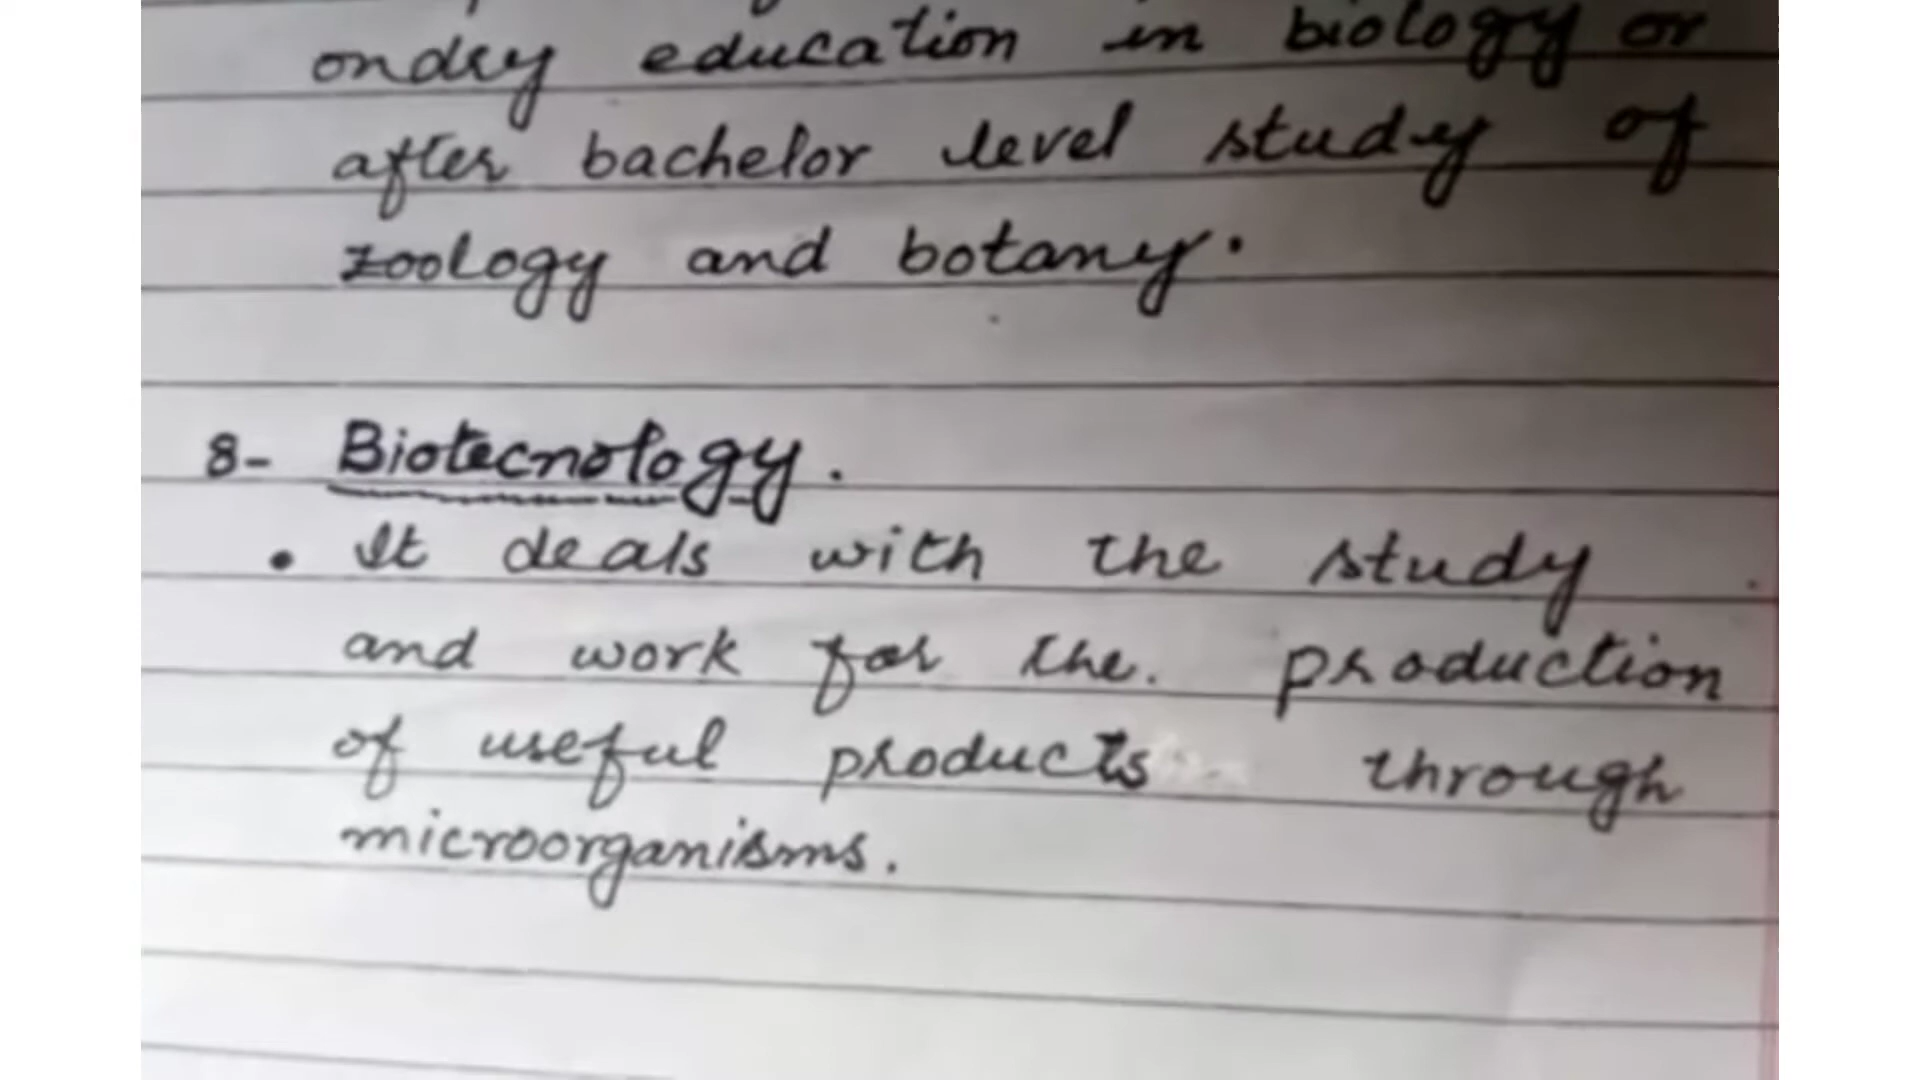 ondry education in biology or
after bachelor level study of
zoology and botany.
8- Biotecnology.
• It deals with the study
and work for the. production
of useful products through
microorganisms.